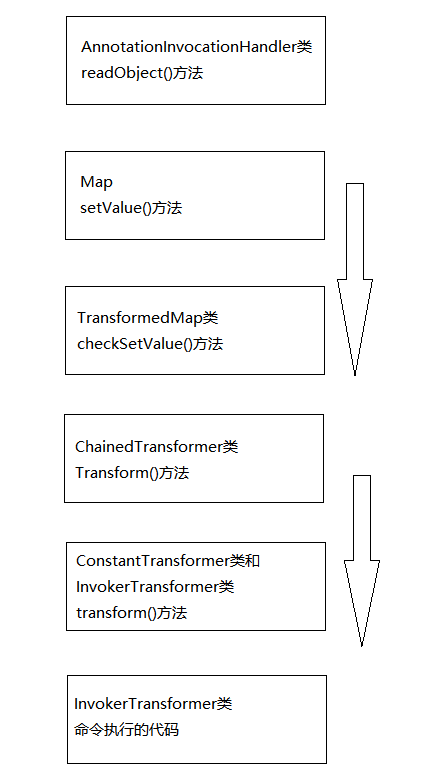 AnnotationInvocationHandler类
readObject()方法
Map
setValue()方法
TransformedMap类
checkSetValue()方法
ChainedTransformer类
Transform()方法
ConstantTransformer类和
InvokerTransformer类
transform()方法
InvokerTransformer类
命令执行的代码